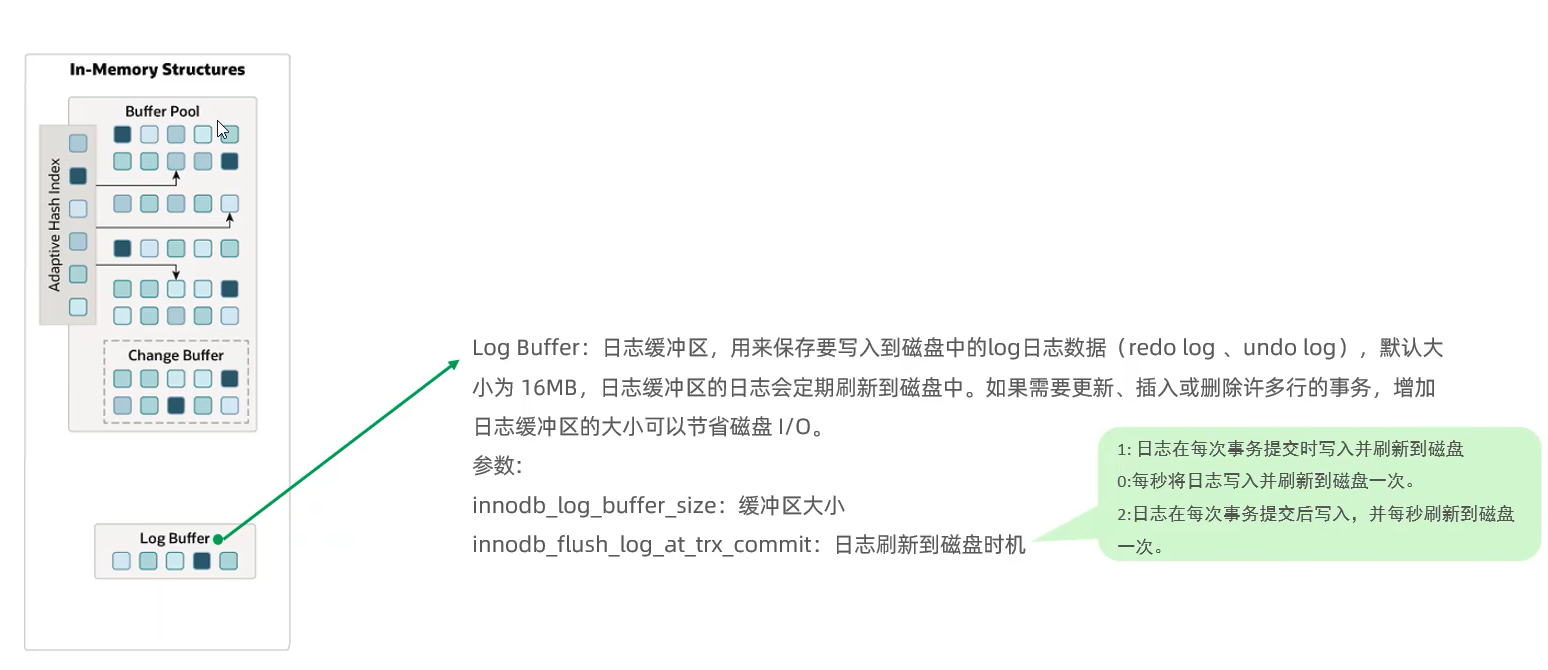 In-Memory Structures
Buffer Pool
Adaptive Hash Index
Change Buffer
Log Buffer
Log Buffer：日志缓冲区，用来保存要写入到磁盘中的log日志数据（redo log 、undo log），默认大
小为 16MB，日志缓冲区的日志会定期刷新到磁盘中。如果需要更新、插入或删除许多行的事务，增加
日志缓冲区的大小可以节省磁盘 I/O。
参数:
innodb_log_buffer_size：缓冲区大小
innodb_flush_log_at_trx_commit：日志刷新到磁盘时机
1: 日志在每次事务提交时写入并刷新到磁盘
0:每秒将日志写入并刷新到磁盘一次。
2:日志在每次事务提交后写入，并每秒刷新到磁盘
一次。